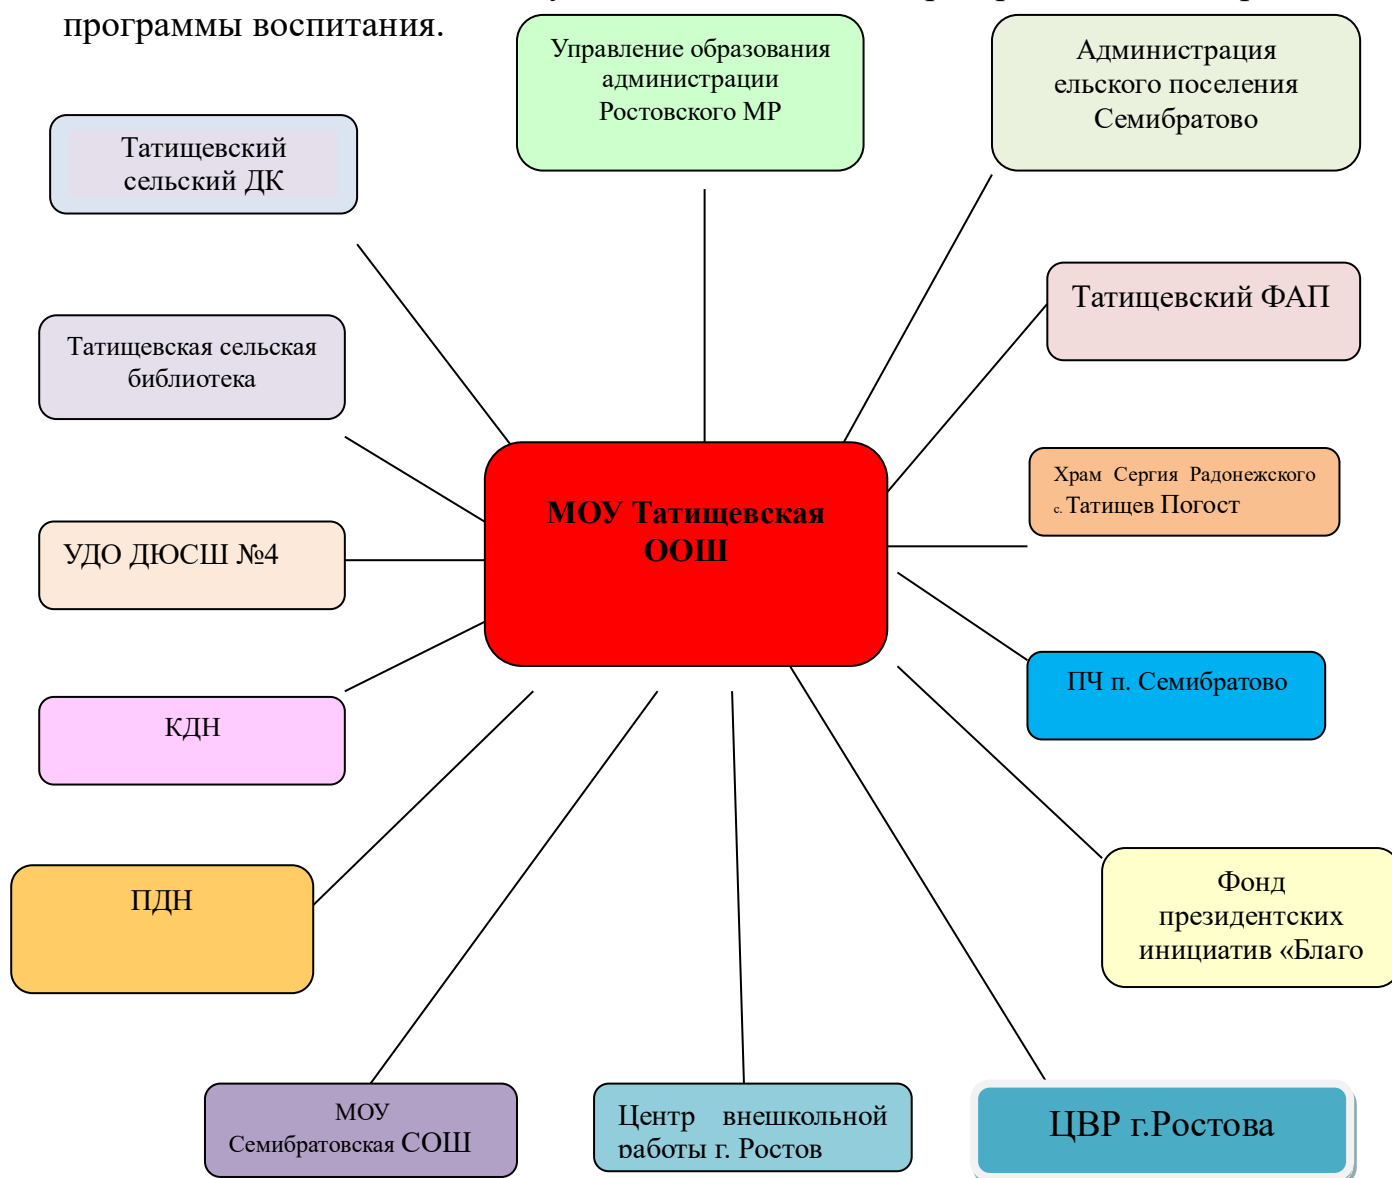 программы воспитания.
Управление образования
администрации
Ростовского МР
Администрация
ельского поселения
Семибратово
Татищевский
сельский ДК
Татищевский ФАП
Татищевская сельская
библиотека
Храм Сергия Радонежского
с. Татищев Погост
МОУ Татищевская
ООШ
УДО ДЮСШ №4
ПЧ п. Семибратово
КДН
ПДН
Фонд
президентских
инициатив «Благо
МОУ
Семибратовская СОШ
Центр внешкольной
работы г. Ростов
ЦВР г.Ростова